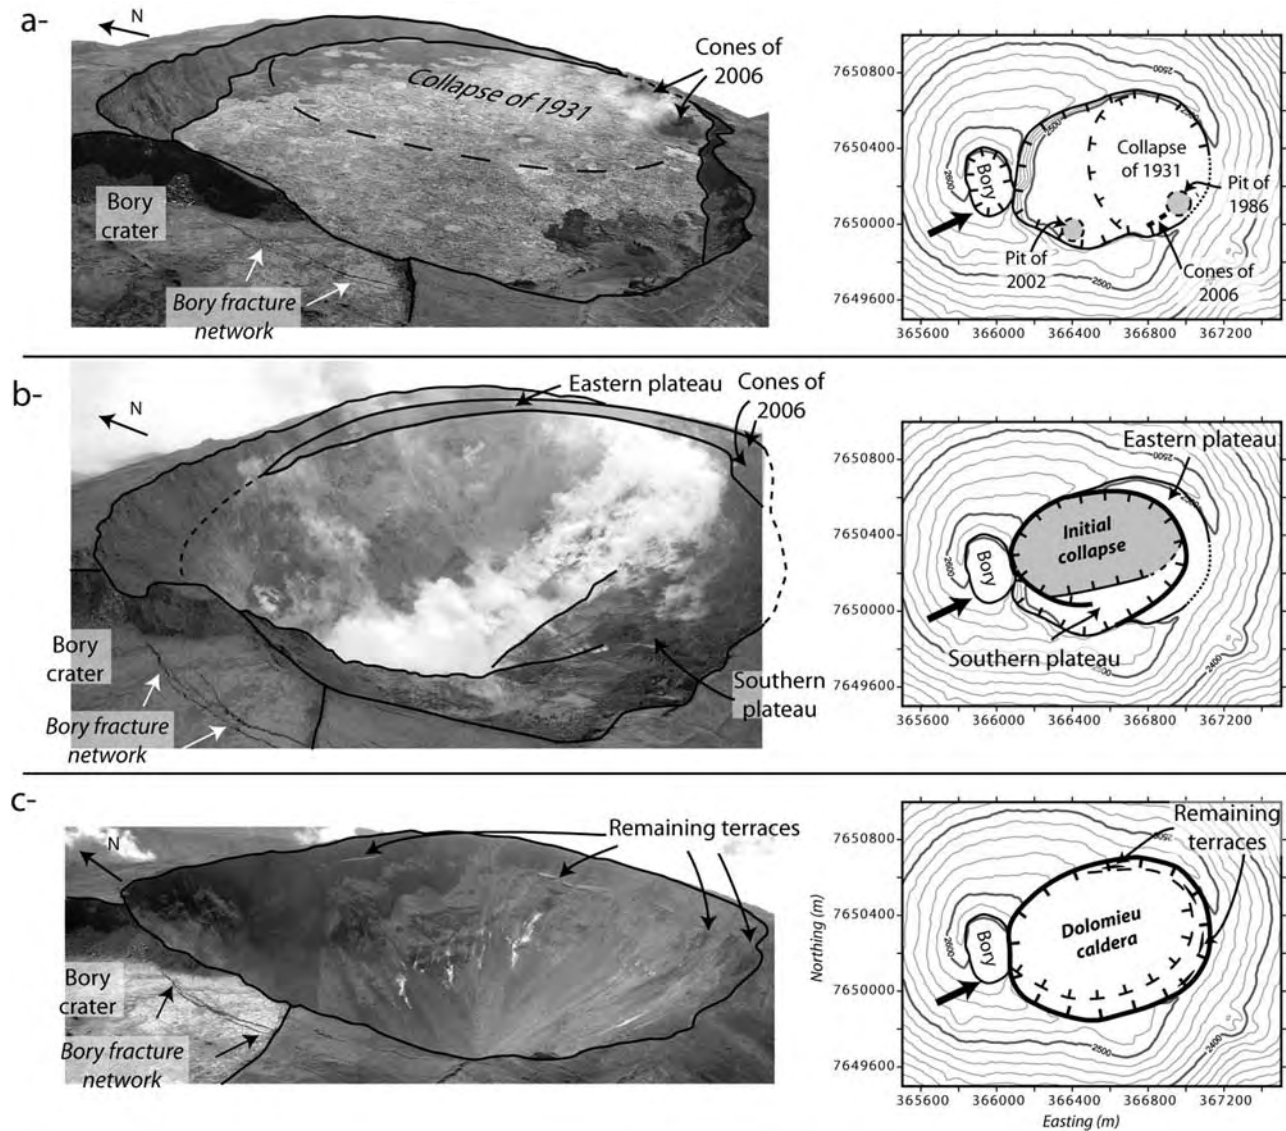 a-
N
Cones of
2006
Collapse of 1931
Bory
crater
Bory fracture
network
7650800
7650400
7650000
7649600
365600 366000 366400 366800 367200
2500
2500
2600
Bory
Collapse
of 1931
Pit of
1986
Pit of
2002
Cones of
2006
2500
b-
N
Eastern plateau
Cones of
2006
Bory
crater
Bory fracture
network
Southern
plateau
7650800
7650400
7650000
7649600
365600 366000 366400 366800 367200
2500
Eastern plateau
2600
Bory
Initial
collapse
Southern plateau
2400
c-
N
Remaining terraces
Bory
crater
Bory fracture
network
7650800
7650400
7650000
7649600
Northing (m)
365600 366000 366400 366800 367200
Easting (m)
Remaining
terraces
2600
Bory
Dolomieu
caldera
2500
2400